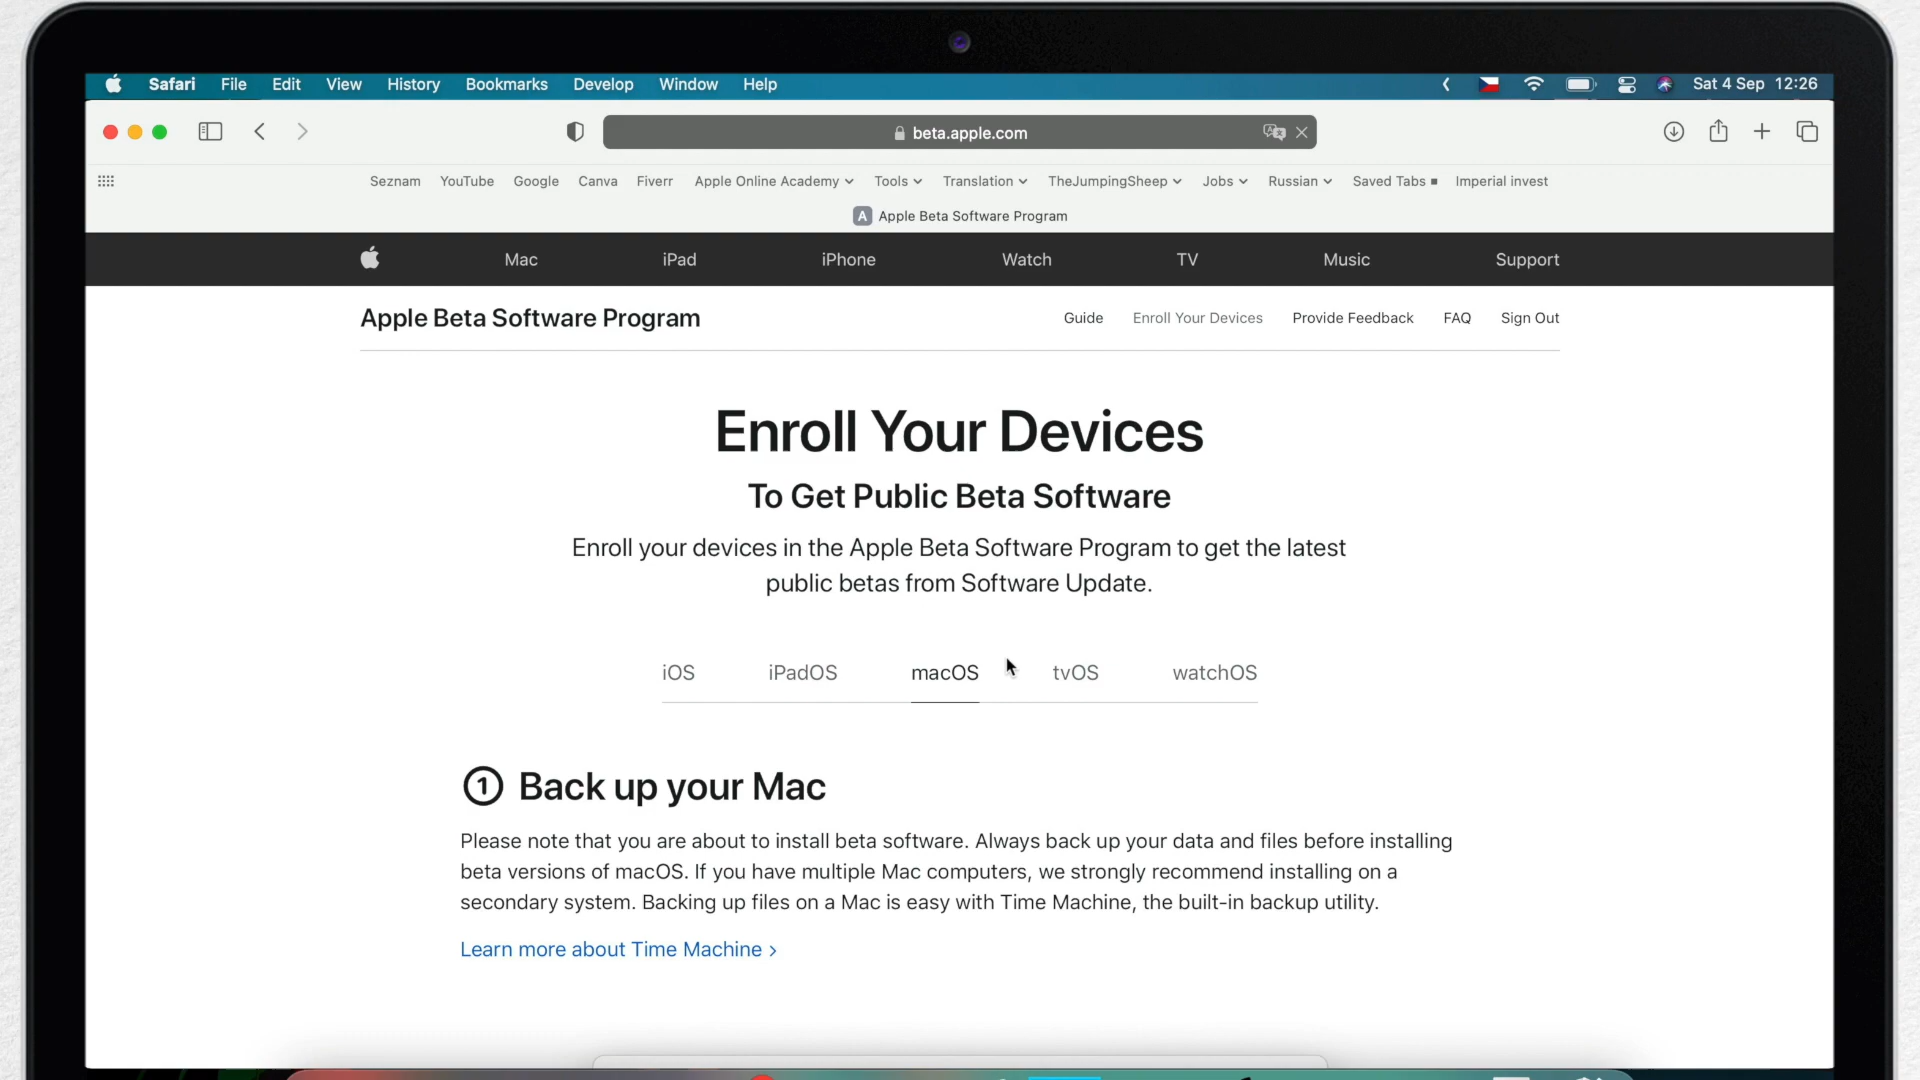 Safari File Edit View History Bookmarks Develop Window Help Sat 4 Sep 12:26
beta.apple.com
Seznam YouTube Google Canva Fiverr Apple Online Academy Tools Translation TheJumpingSheep Jobs Russian Saved Tabs Imperial invest
A Apple Beta Software Program
Mac iPad iPhone Watch TV Music Support
Apple Beta Software Program Guide Enroll Your Devices Provide Feedback FAQ Sign Out
Enroll Your Devices
To Get Public Beta Software
Enroll your devices in the Apple Beta Software Program to get the latest
public betas from Software Update.
iOS iPadOS macOS tvOS watchOS
1 Back up your Mac
Please note that you are about to install beta software. Always back up your data and files before installing
beta versions of macOS. If you have multiple Mac computers, we strongly recommend installing on a
secondary system. Backing up files on a Mac is easy with Time Machine, the built-in backup utility.
Learn more about Time Machine >